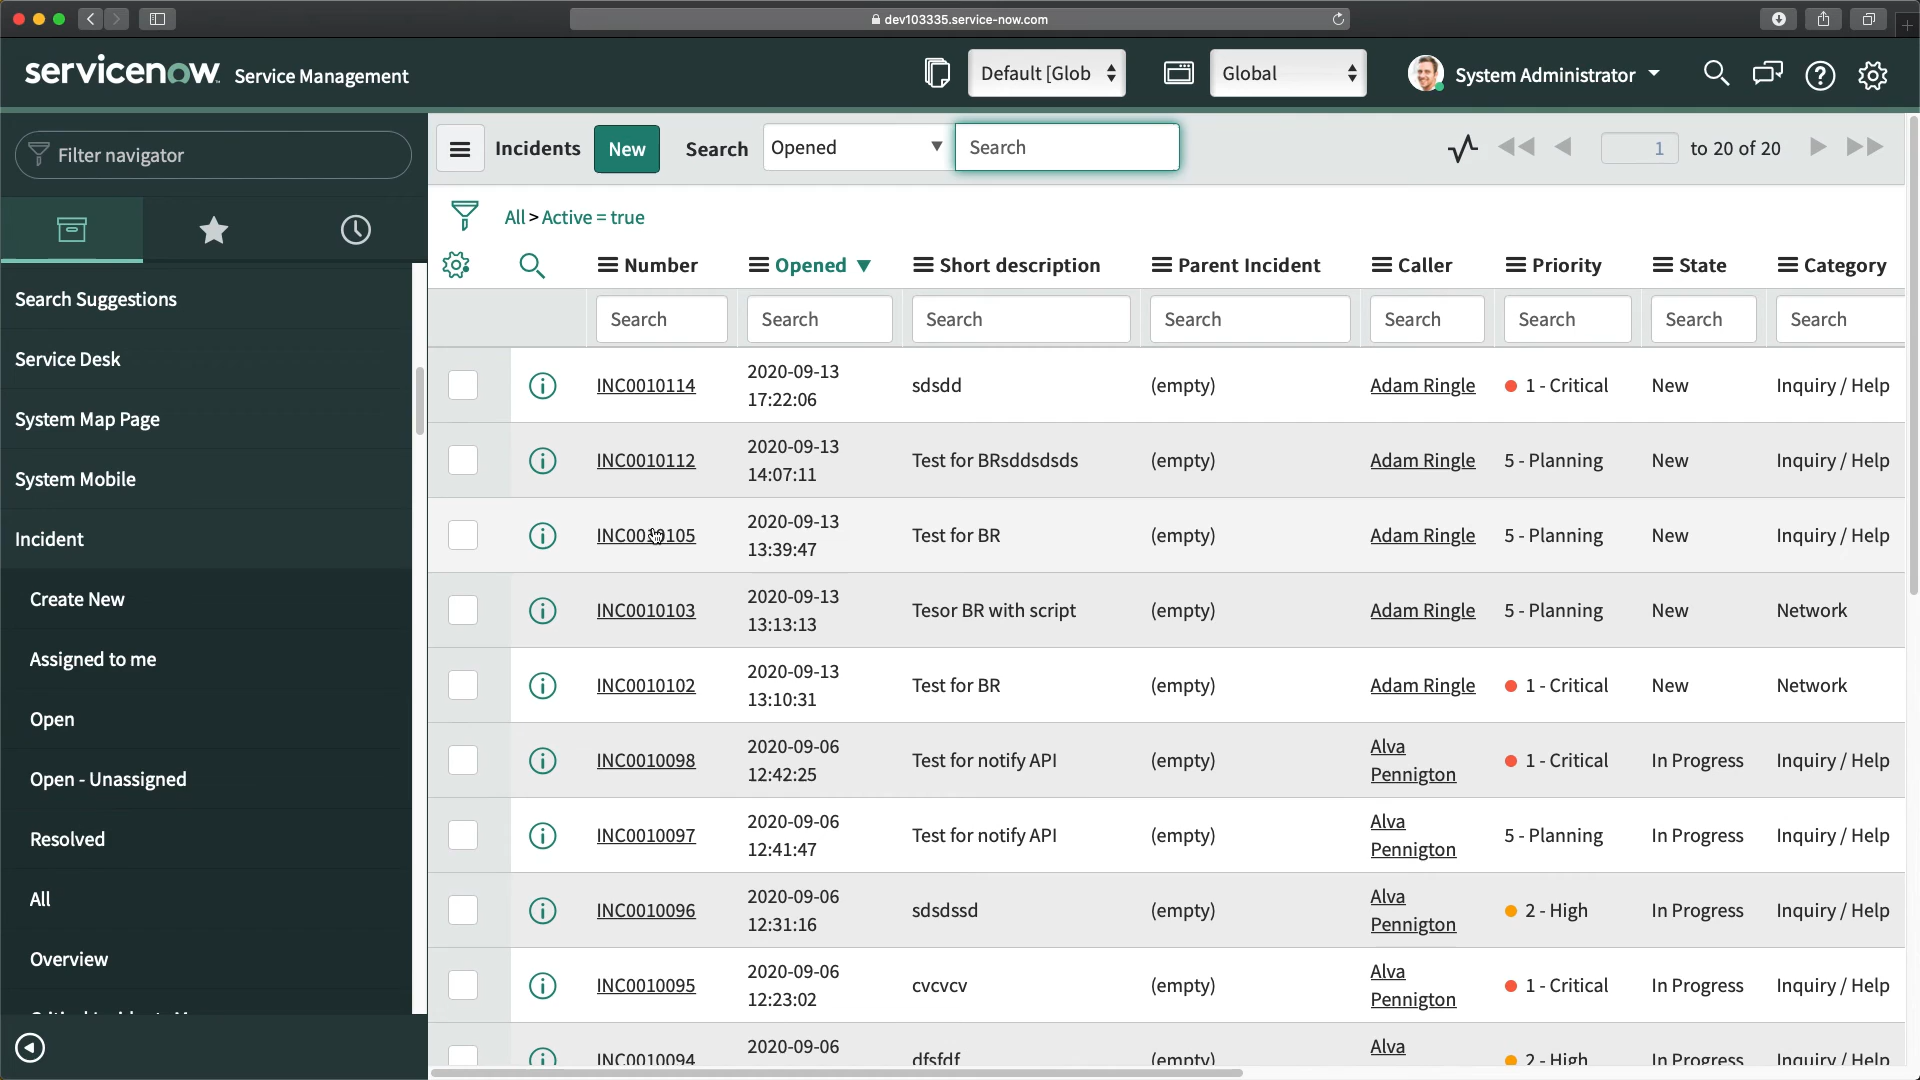 dev103335.service-now.com
servicenow Service Management
Default [Glob
Global
System Administrator
Filter navigator
Search Suggestions
Service Desk
System Map Page
System Mobile
Incident
Create New
Assigned to me
Open
Open - Unassigned
Resolved
All
Overview
Incidents New Search Opened Search 1 to 20 of 20
All > Active = true
Number Opened Short description Parent Incident Caller Priority State Category
Search Search Search Search Search Search Search Search
INC0010114 2020-09-13 17:22:06 sdsdd (empty) Adam Ringle 1 - Critical New Inquiry / Help
INC0010112 2020-09-13 14:07:11 Test for BRsddsdsds (empty) Adam Ringle 5 - Planning New Inquiry / Help
INC0010105 2020-09-13 13:39:47 Test for BR (empty) Adam Ringle 5 - Planning New Inquiry / Help
INC0010103 2020-09-13 13:13:13 Tesor BR with script (empty) Adam Ringle 5 - Planning New Network
INC0010102 2020-09-13 13:10:31 Test for BR (empty) Adam Ringle 1 - Critical New Network
INC0010098 2020-09-06 12:42:25 Test for notify API (empty) Alva Pennigton 1 - Critical In Progress Inquiry / Help
INC0010097 2020-09-06 12:41:47 Test for notify API (empty) Alva Pennigton 5 - Planning In Progress Inquiry / Help
INC0010096 2020-09-06 12:31:16 sdsdssd (empty) Alva Pennigton 2 - High In Progress Inquiry / Help
INC0010095 2020-09-06 12:23:02 cvcvcv (empty) Alva Pennigton 1 - Critical In Progress Inquiry / Help
INC0010094 2020-09-06 dfsfdf (empty) Alva 2 - High In Progress Inquiry / Help